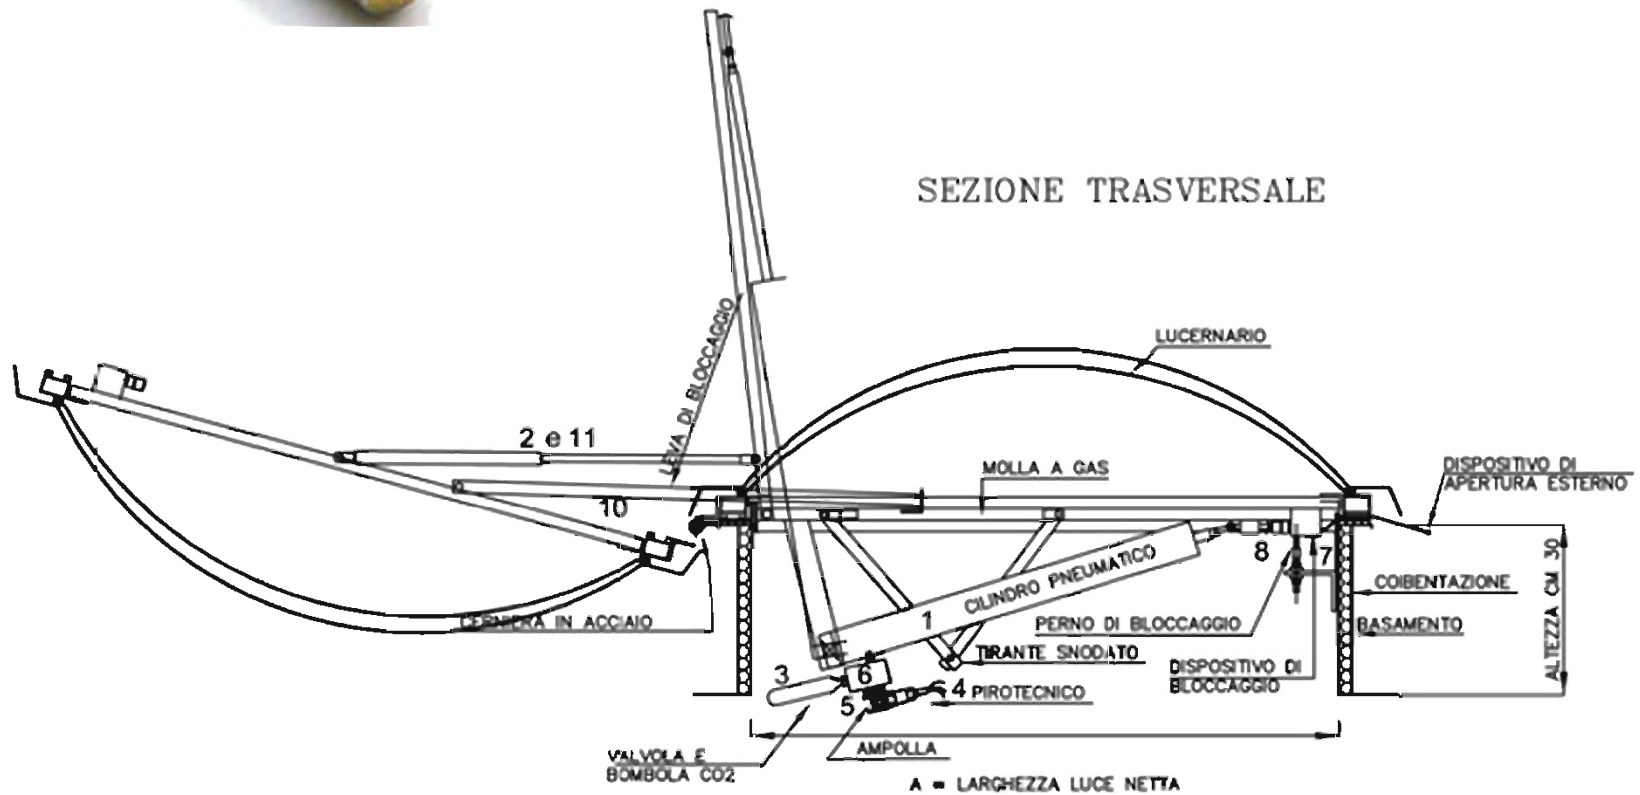 SEZIONE TRASVERSALE
LUCERNARIO
LEVA DI BLOCCAGGIO
2 e 11
MOLLA A GAS
DISPOSITIVO DI
APERTURA ESTERNO
10
8
7
CILINDRO PNEUMATICO
1
COIBENTAZIONE
ALTEZZA CM 30
CERNIERA IN ACCIAIO
PERNO DI BLOCCAGGIO
BASAMENTO
TIRANTE SNODATO
DISPOSITIVO DI
BLOCCAGGIO
3
6
4
PIROTECNICO
5
AMPOLLA
VALVOLA E
BOMBOLA CO2
A = LARGHEZZA LUCE NETTA